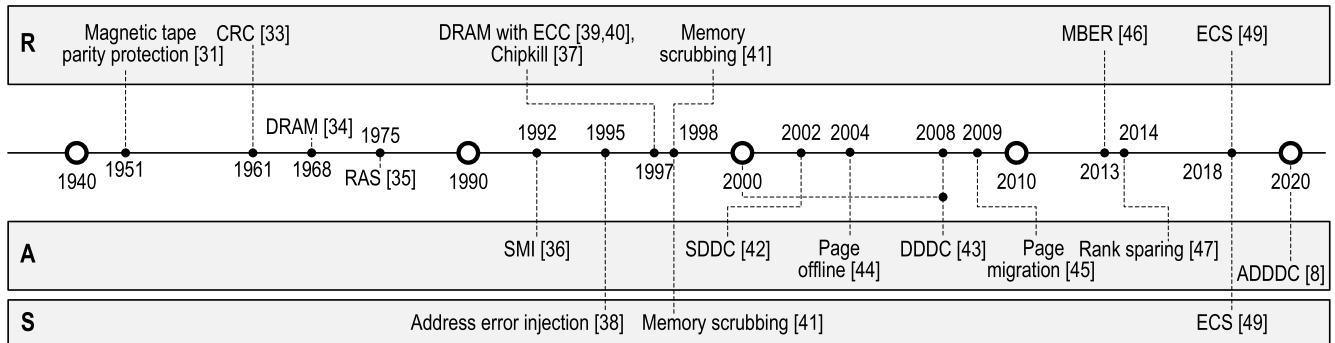 R
Magnetic tape
parity protection [31]
CRC [33]
DRAM with ECC [39,40],
Chipkill [37]
Memory
scrubbing [41]
MBER [46]
ECS [49]
DRAM [34]
1975
1992
1995
1998
2002
2004
2008
2009
2014
1940
1951
1961
1968
RAS [35]
1990
1997
2000
2010
2013
2018
2020
A
SMI [36]
SDDC [42]
Page
offline [44]
DDDC [43]
Page
migration [45]
Rank sparing [47]
ADDDC [8]
S
Address error injection [38]
Memory scrubbing [41]
ECS [49]